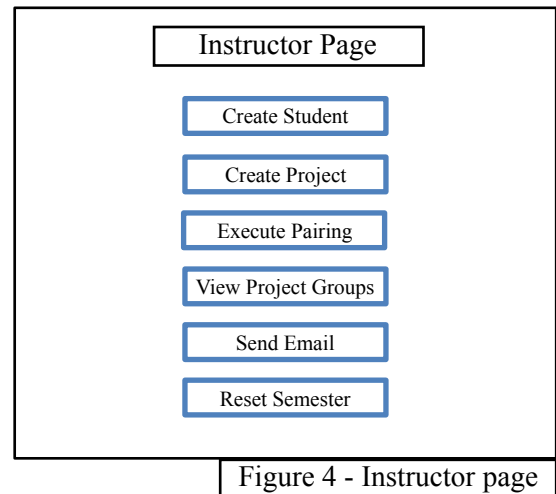 Instructor Page
Create Student
Create Project
Execute Pairing
View Project Groups
Send Email
Reset Semester
Figure 4 - Instructor page